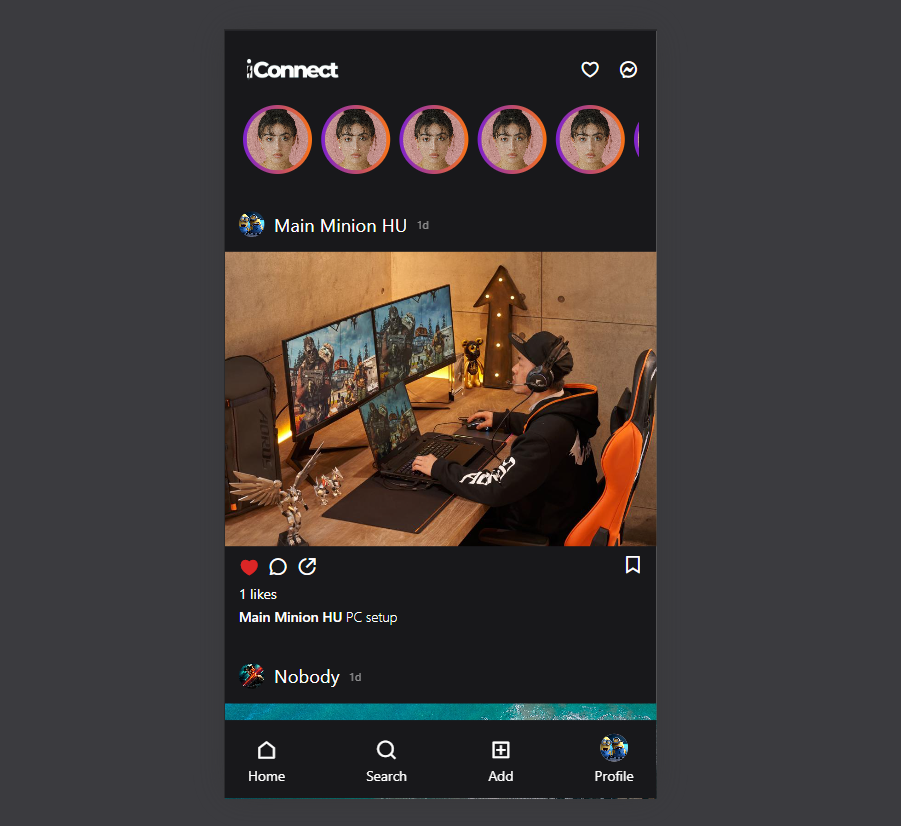 iConnect
Main Minion HU 1d
1 likes
Main Minion HU PC setup
Nobody 1d
Home Search Add Profile